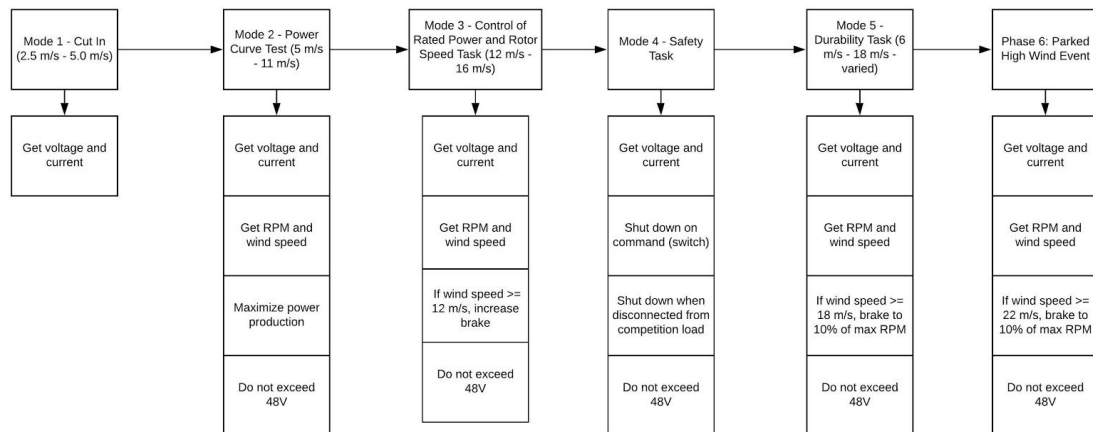 Mode 1 - Cut In
(2.5 m/s - 5.0 m/s)
Mode 2 - Power
Curve Test (5 m/s
- 11 m/s)
Mode 3 - Control of
Rated Power and Rotor
Speed Task (12 m/s -
16 m/s)
Mode 4 - Safety
Task
Mode 5 -
Durability Task (6
m/s - 18 m/s -
varied)
Phase 6: Parked
High Wind Event
Get voltage and
current
Get voltage and
current
Get RPM and
wind speed
Maximize power
production
Do not exceed
48V
Get voltage and
current
Get RPM and
wind speed
If wind speed >=
12 m/s, increase
brake
Do not exceed
48V
Get voltage and
current
Shut down on
command (switch)
Shut down when
disconnected from
competition load
Do not exceed
48V
Get voltage and
current
Get RPM and
wind speed
If wind speed >=
18 m/s, brake to
10% of max RPM
Do not exceed
48V
Get voltage and
current
Get RPM and
wind speed
If wind speed >=
22 m/s, brake to
10% of max RPM
Do not exceed
48V